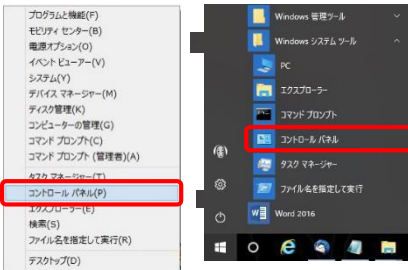 プログラムと機能(F)
モビリティ センター(B)
電源オプション(O)
イベント ビューアー(V)
システム(Y)
デバイス マネージャー(M)
ディスク管理(K)
コンピューターの管理(G)
コマンド プロンプト(C)
コマンド プロンプト (管理者)(A)
タスク マネージャー(T)
コントロール パネル(P)
エクスプローラー(E)
検索(S)
ファイル名を指定して実行(R)
デスクトップ(D)
Windows 管理ツール
Windows システム ツール
PC
エクスプローラー
コマンド プロンプト
コントロール パネル
タスク マネージャー
ファイル名を指定して実行
Word 2016